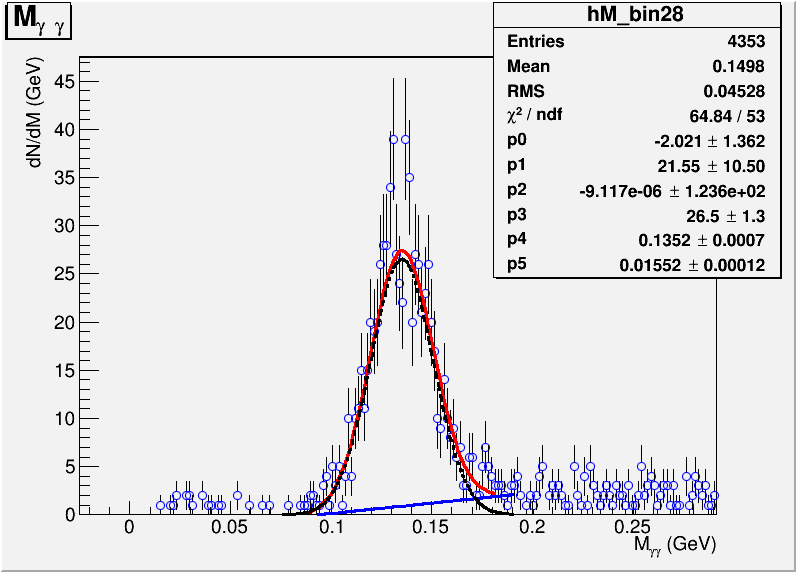 M_γ γ
hM_bin28
Entries 4353
Mean 0.1498
RMS 0.04528
χ² / ndf 64.84 / 53
p0 -2.021 ± 1.362
p1 21.55 ± 10.50
p2 -9.117e-06 ± 1.236e+02
p3 26.5 ± 1.3
p4 0.1352 ± 0.0007
p5 0.01552 ± 0.00012
dN/dM (GeV)
45
40
35
30
25
20
15
10
5
0
0 0.05 0.1 0.15 0.2 0.25
M_γγ (GeV)